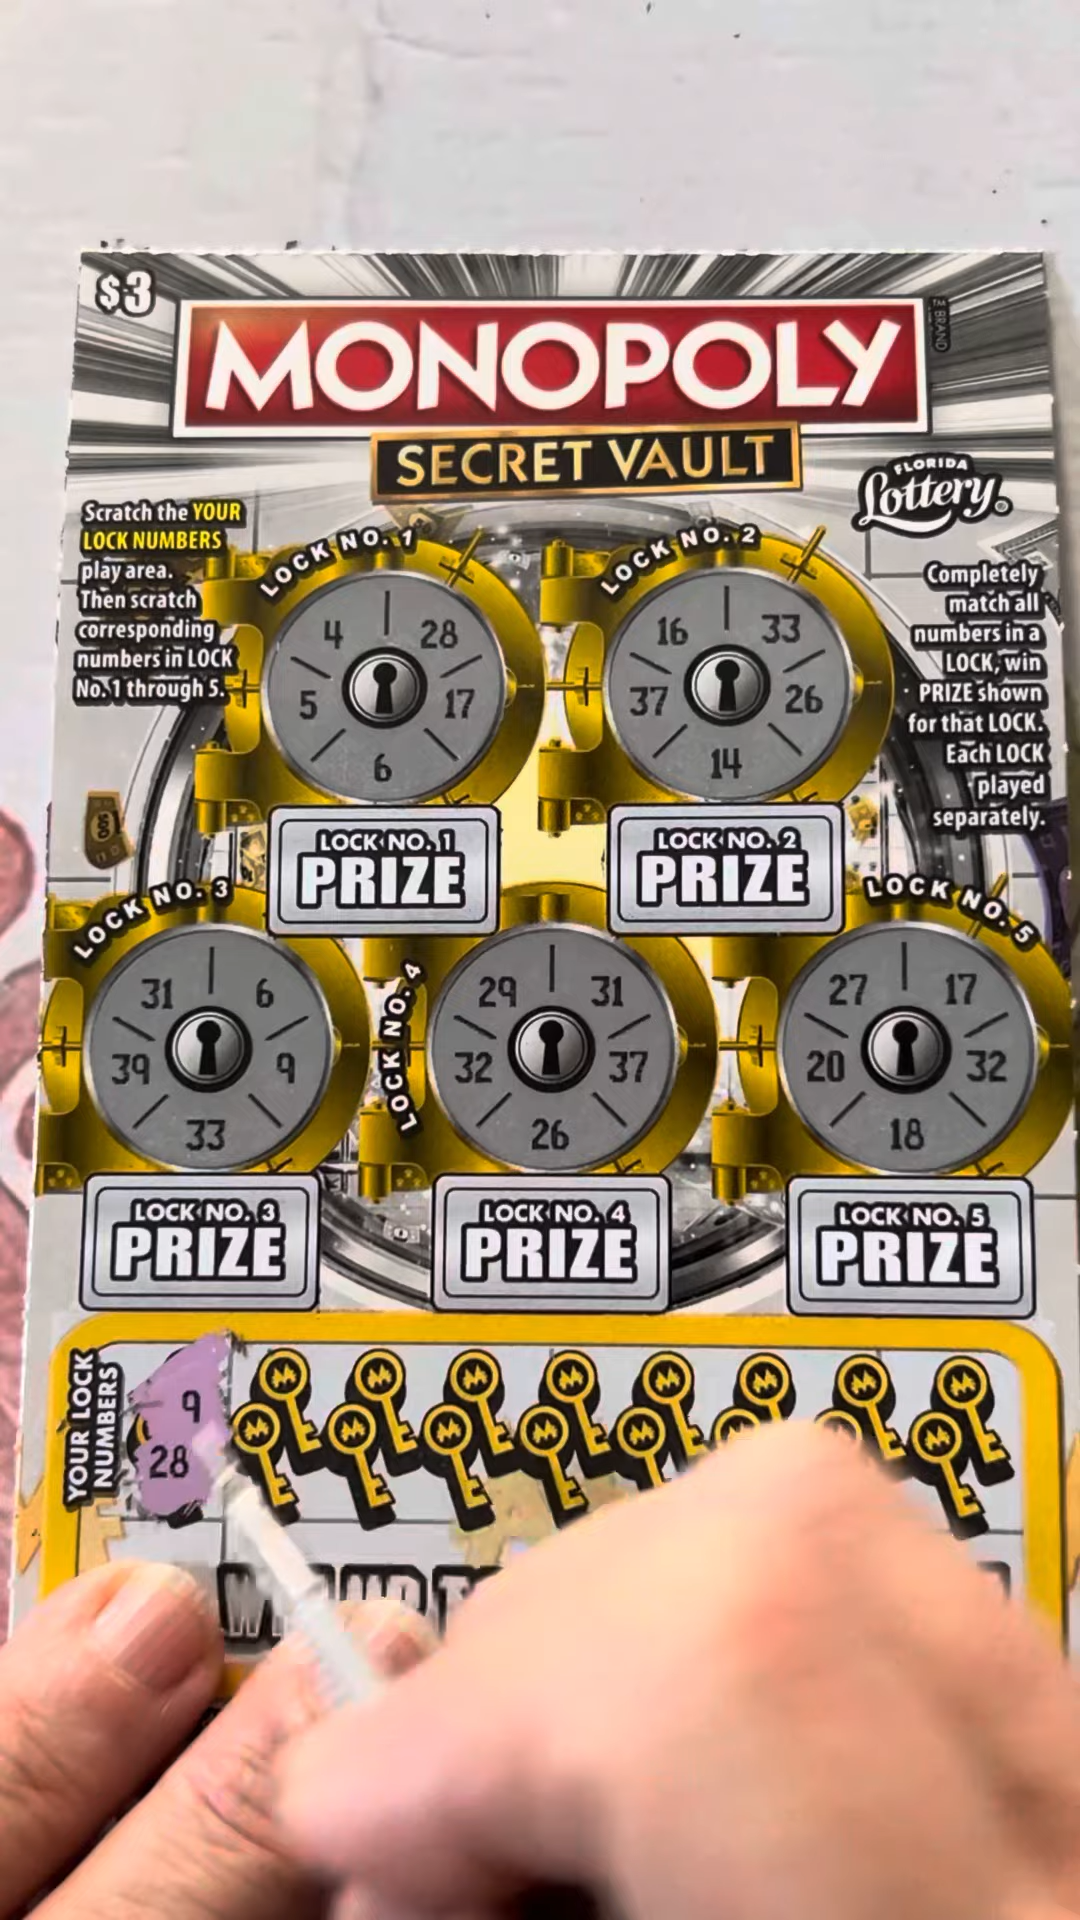 $3
MONOPOLY
TM BRAND
SECRET VAULT
FLORIDA
Lottery®
Scratch the YOUR
LOCK NUMBERS
play area.
Then scratch
corresponding
numbers in LOCK
No. 1 through 5.
Completely
match all
numbers in a
LOCK, win
PRIZE shown
for that LOCK.
Each LOCK
played
separately.
LOCK NO. 1
4 28
5 17
6
LOCK NO. 1
PRIZE
LOCK NO. 2
16 33
37 26
14
LOCK NO. 2
PRIZE
500
LOCK NO. 3
31 6
39 9
33
LOCK NO. 3
PRIZE
LOCK NO. 4
29 31
32 37
26
LOCK NO. 4
PRIZE
LOCK NO. 5
27 17
20 32
18
LOCK NO. 5
PRIZE
YOUR LOCK
NUMBERS
9
28